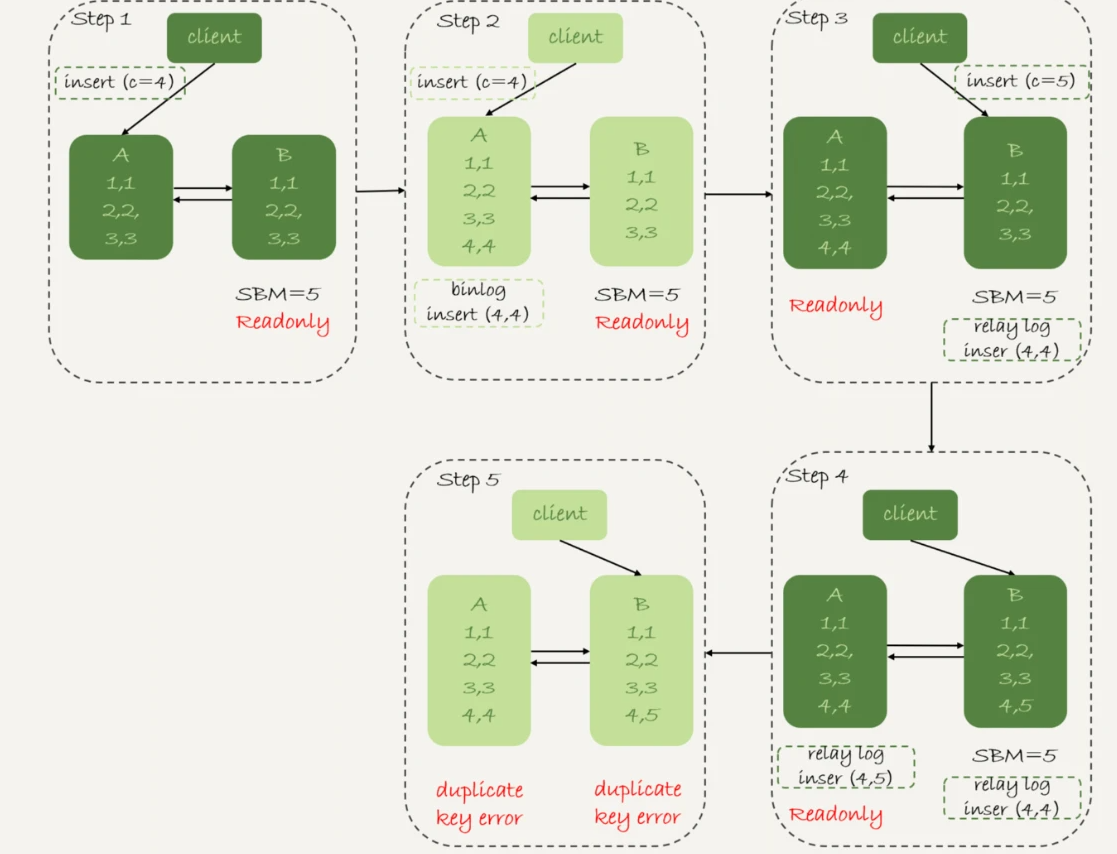 Step 1
client
insert (c=4)
A
1,1
2,2,
3,3
B
1,1
2,2,
3,3
SBM=5
Readonly
Step 2
client
insert (c=4)
A
1,1
2,2
3,3
4,4
B
1,1
2,2
3,3
binlog
insert (4,4)
SBM=5
Readonly
Step 3
client
insert (c=5)
A
1,1
2,2,
3,3
4,4
B
1,1
2,2,
3,3
Readonly
SBM=5
relay log
inser (4,4)
Step 4
client
A
1,1
2,2,
3,3
4,4
B
1,1
2,2,
3,3
4,5
relay log
inser (4,5)
Readonly
SBM=5
relay log
inser (4,4)
Step 5
client
A
1,1
2,2
3,3
4,4
B
1,1
2,2
3,3
4,5
duplicate
key error
duplicate
key error